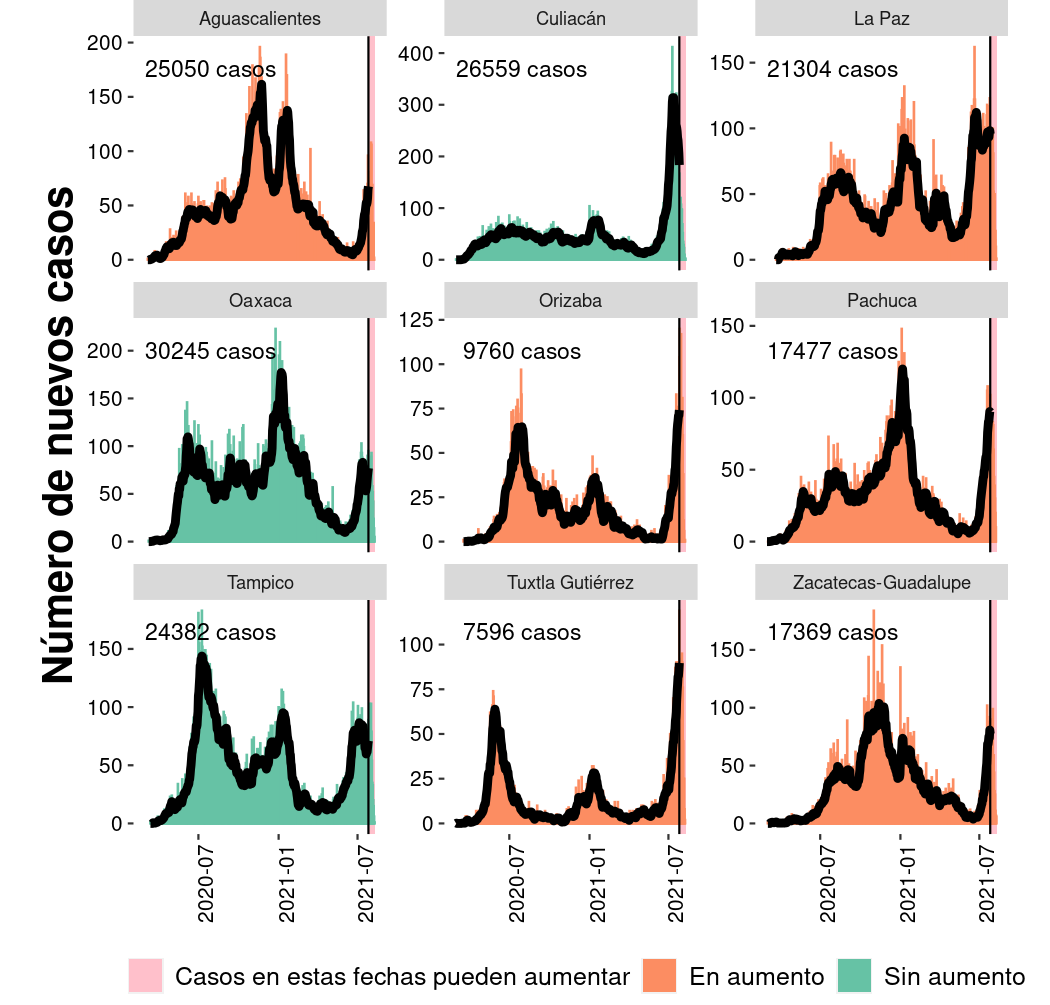 Número de nuevos casos
Aguascalientes
200
150
100
50
0
25050 casos
Culiacán
400
300
200
100
0
26559 casos
La Paz
150
100
50
0
21304 casos
Oaxaca
200
150
100
50
0
30245 casos
Orizaba
125
100
75
50
25
0
9760 casos
Pachuca
150
100
50
0
17477 casos
Tampico
150
100
50
0
24382 casos
Tuxtla Gutiérrez
100
75
50
25
0
7596 casos
Zacatecas-Guadalupe
150
100
50
0
17369 casos
2020-07
2021-01
2021-07
2020-07
2021-01
2021-07
2020-07
2021-01
2021-07
Casos en estas fechas pueden aumentar
En aumento
Sin aumento